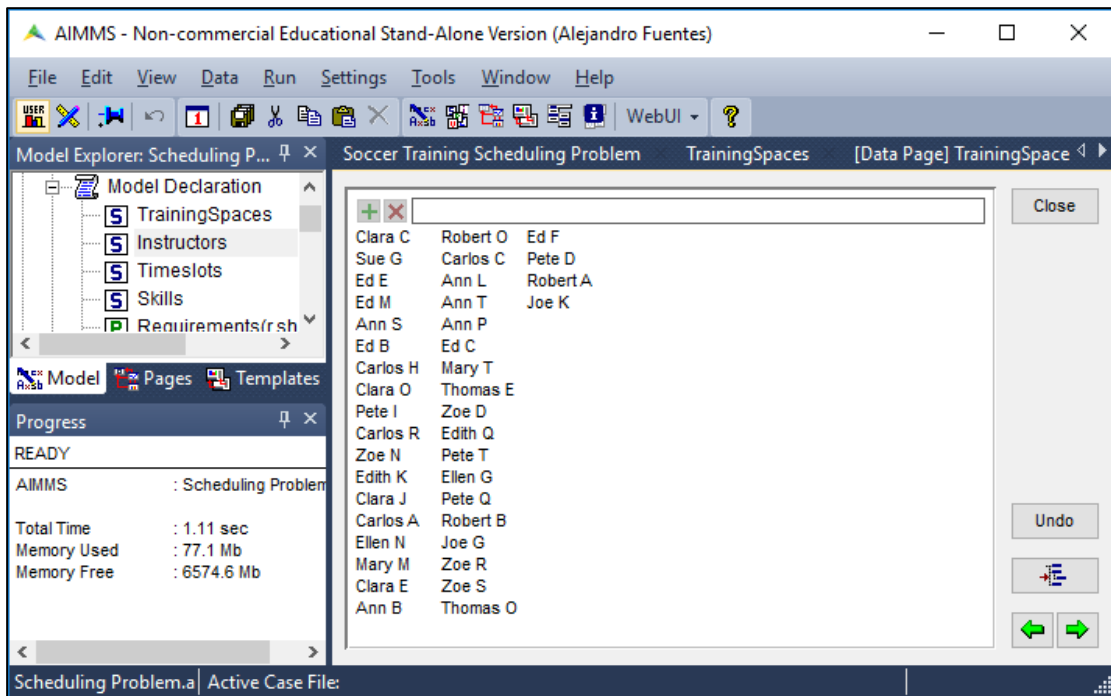 AIMMS - Non-commercial Educational Stand-Alone Version (Alejandro Fuentes)
File Edit View Data Run Settings Tools Window Help
USER 1 WebUI ?
Model Explorer: Scheduling P...
Model Declaration
S TrainingSpaces
S Instructors
S Timeslots
S Skills
P Requirements(r sh
Model Pages Templates
Progress
READY
AIMMS : Scheduling Problem
Total Time : 1.11 sec
Memory Used : 77.1 Mb
Memory Free : 6574.6 Mb
Soccer Training Scheduling Problem TrainingSpaces [Data Page] TrainingSpace
Clara C Robert O Ed F
Sue G Carlos C Pete D
Ed E Ann L Robert A
Ed M Ann T Joe K
Ann S Ann P
Ed B Ed C
Carlos H Mary T
Clara O Thomas E
Pete I Zoe D
Carlos R Edith Q
Zoe N Pete T
Edith K Ellen G
Clara J Pete Q
Carlos A Robert B
Ellen N Joe G
Mary M Zoe R
Clara E Zoe S
Ann B Thomas O
Close
Undo
Scheduling Problem.a Active Case File: